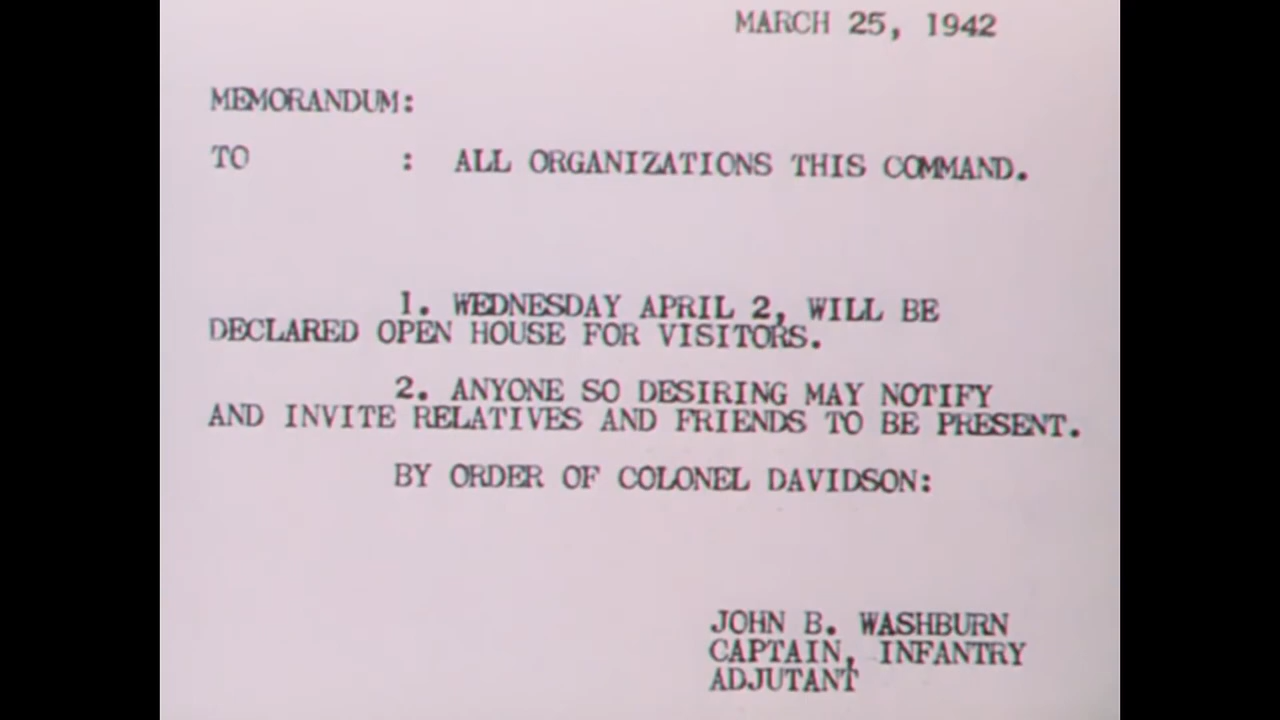 MARCH 25, 1942
MEMORANDUM:
TO : ALL ORGANIZATIONS THIS COMMAND.
1. WEDNESDAY APRIL 2, WILL BE
DECLARED OPEN HOUSE FOR VISITORS.
2. ANYONE SO DESIRING MAY NOTIFY
AND INVITE RELATIVES AND FRIENDS TO BE PRESENT.
BY ORDER OF COLONEL DAVIDSON:
JOHN B. WASHBURN
CAPTAIN, INFANTRY
ADJUTANT